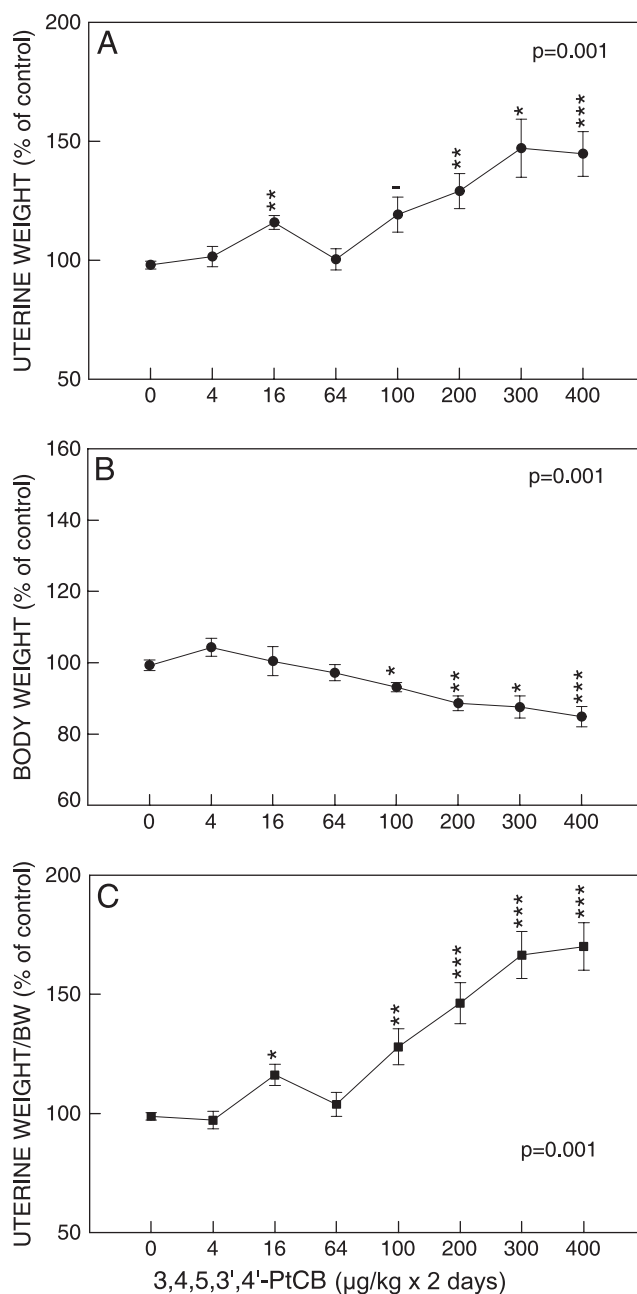 A
p=0.001
UTERINE WEIGHT (% of control)
200
150
100
50
** ** * ***
0 4 16 64 100 200 300 400
B
p=0.001
BODY WEIGHT (% of control)
160
140
120
100
80
60
* ** * ***
0 4 16 64 100 200 300 400
C
UTERINE WEIGHT/BW (% of control)
200
150
100
50
* ** *** *** ***
p=0.001
0 4 16 64 100 200 300 400
3,4,5,3',4'-PtCB (µg/kg x 2 days)